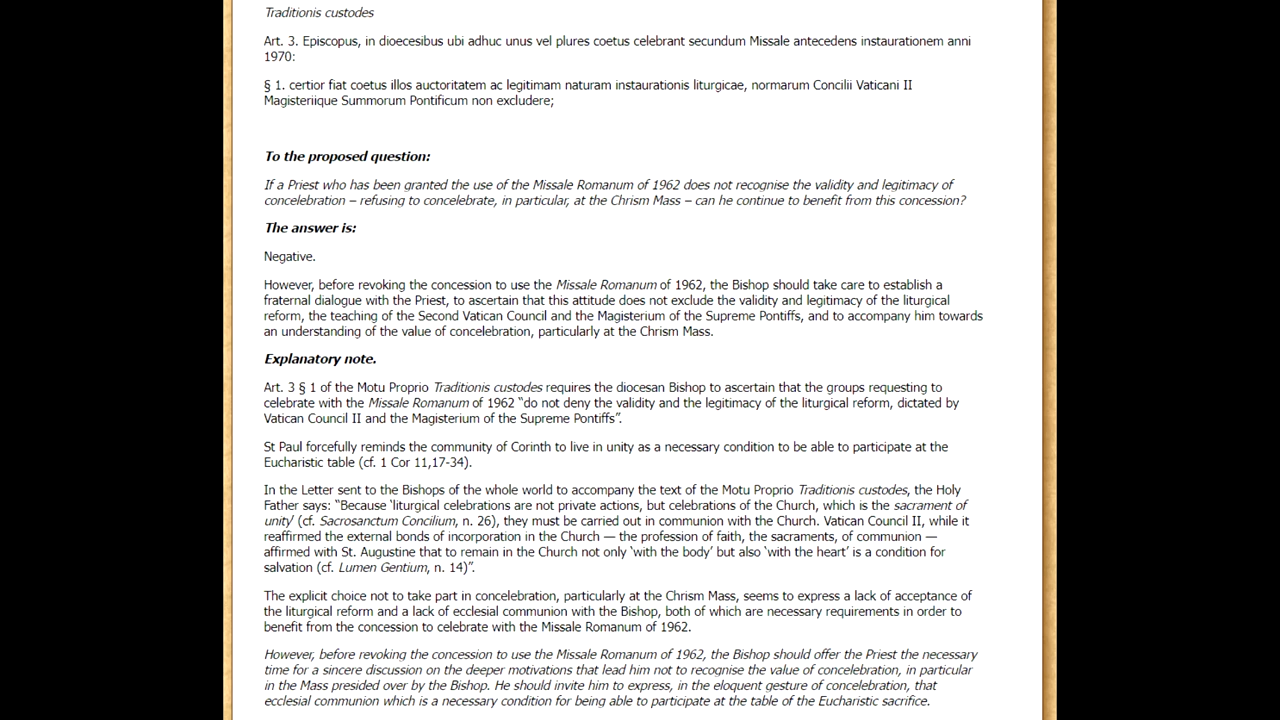 Traditionis custodes
Art. 3. Episcopus, in dioecesibus ubi adhuc unus vel plures coetus celebrant secundum Missale antecedens instaurationem anni
1970:
§ 1. certior fiat coetus illos auctoritatem ac legitimam naturam instaurationis liturgicae, normarum Concilii Vaticani II
Magisteriique Summorum Pontificum non excludere;
To the proposed question:
If a Priest who has been granted the use of the Missale Romanum of 1962 does not recognise the validity and legitimacy of
concelebration – refusing to concelebrate, in particular, at the Chrism Mass – can he continue to benefit from this concession?
The answer is:
Negative.
However, before revoking the concession to use the Missale Romanum of 1962, the Bishop should take care to establish a
fraternal dialogue with the Priest, to ascertain that this attitude does not exclude the validity and legitimacy of the liturgical
reform, the teaching of the Second Vatican Council and the Magisterium of the Supreme Pontiffs, and to accompany him towards
an understanding of the value of concelebration, particularly at the Chrism Mass.
Explanatory note.
Art. 3 § 1 of the Motu Proprio Traditionis custodes requires the diocesan Bishop to ascertain that the groups requesting to
celebrate with the Missale Romanum of 1962 “do not deny the validity and the legitimacy of the liturgical reform, dictated by
Vatican Council II and the Magisterium of the Supreme Pontiffs”.
St Paul forcefully reminds the community of Corinth to live in unity as a necessary condition to be able to participate at the
Eucharistic table (cf. 1 Cor 11,17-34).
In the Letter sent to the Bishops of the whole world to accompany the text of the Motu Proprio Traditionis custodes, the Holy
Father says: “Because ‘liturgical celebrations are not private actions, but celebrations of the Church, which is the sacrament of
unity’ (cf. Sacrosanctum Concilium, n. 26), they must be carried out in communion with the Church. Vatican Council II, while it
reaffirmed the external bonds of incorporation in the Church — the profession of faith, the sacraments, of communion —
affirmed with St. Augustine that to remain in the Church not only ‘with the body’ but also ‘with the heart’ is a condition for
salvation (cf. Lumen Gentium, n. 14)”.
The explicit choice not to take part in concelebration, particularly at the Chrism Mass, seems to express a lack of acceptance of
the liturgical reform and a lack of ecclesial communion with the Bishop, both of which are necessary requirements in order to
benefit from the concession to celebrate with the Missale Romanum of 1962.
However, before revoking the concession to use the Missale Romanum of 1962, the Bishop should offer the Priest the necessary
time for a sincere discussion on the deeper motivations that lead him not to recognise the value of concelebration, in particular
in the Mass presided over by the Bishop. He should invite him to express, in the eloquent gesture of concelebration, that
ecclesial communion which is a necessary condition for being able to participate at the table of the Eucharistic sacrifice.